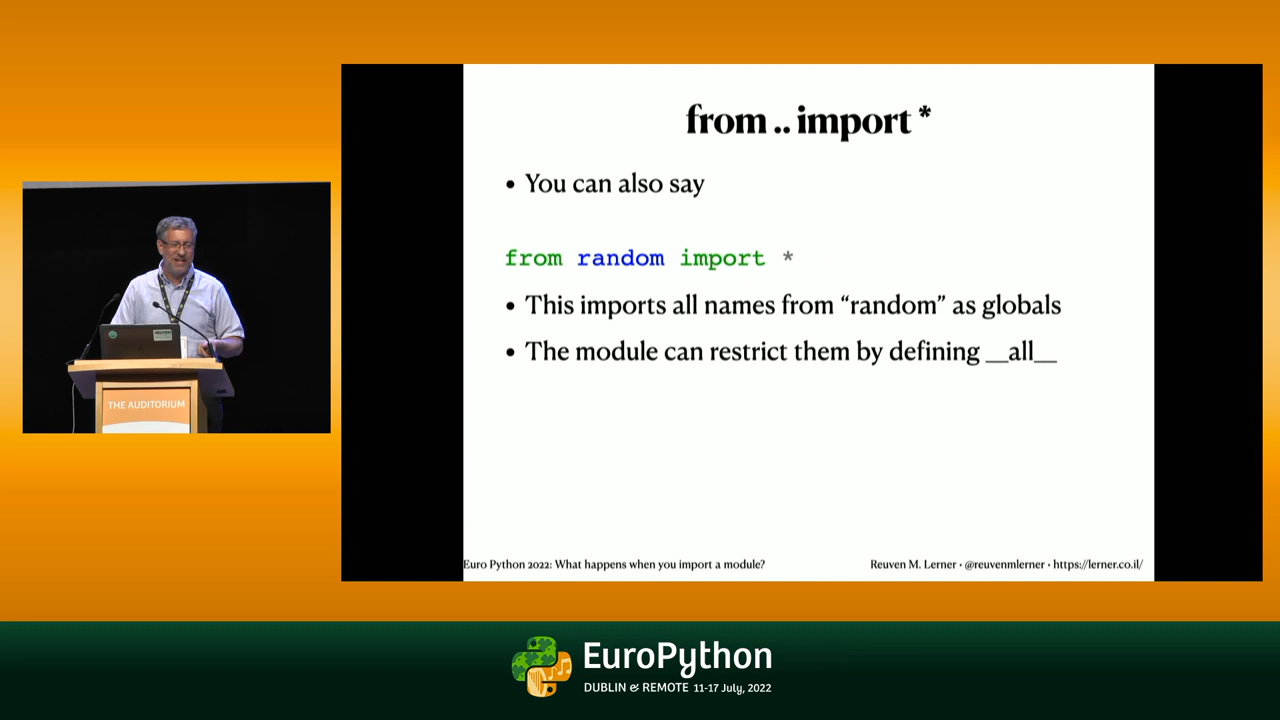 from .. import *
• You can also say
from random import *
• This imports all names from “random” as globals
• The module can restrict them by defining __all__
Euro Python 2022: What happens when you import a module?
Reuven M. Lerner • @reuvenmlerner • https://lerner.co.il/
THE AUDITORIUM
EuroPython
DUBLIN & REMOTE 11-17 July, 2022